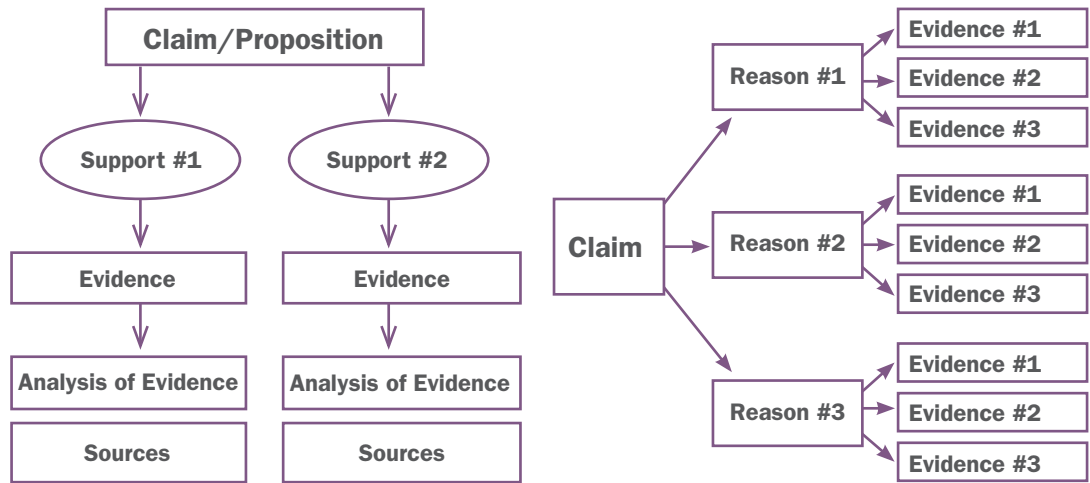 Claim/Proposition
Support #1
Support #2
Evidence
Evidence
Analysis of Evidence
Analysis of Evidence
Sources
Sources
Claim
Reason #1
Evidence #1
Evidence #2
Evidence #3
Reason #2
Evidence #1
Evidence #2
Evidence #3
Reason #3
Evidence #1
Evidence #2
Evidence #3